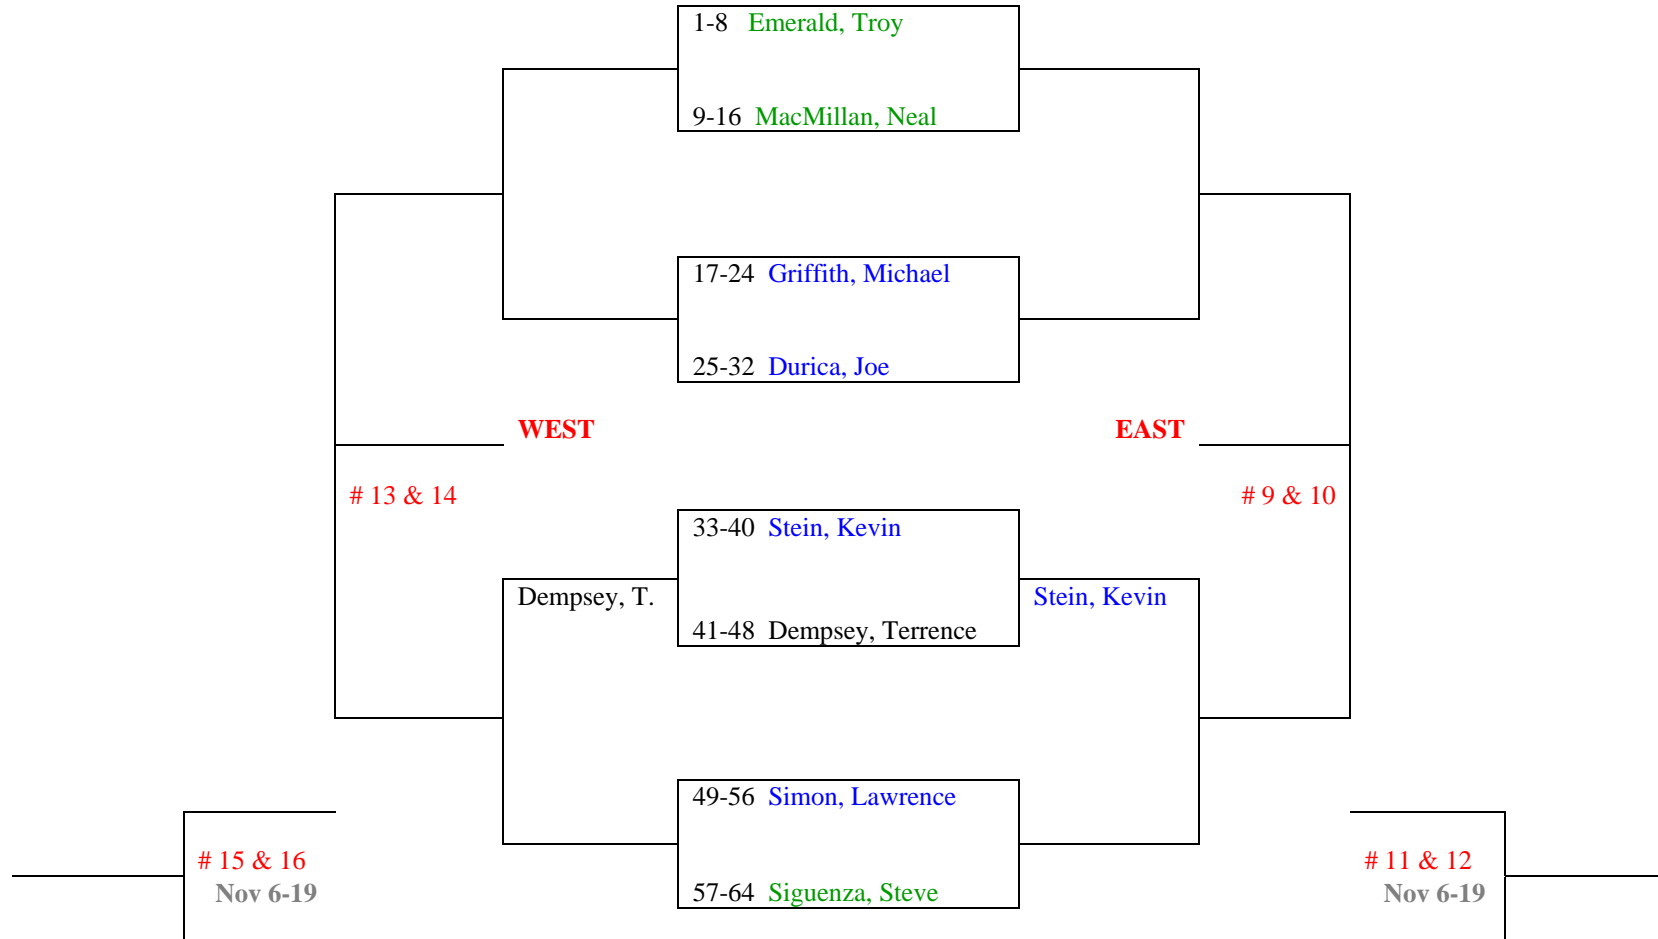 1-8 Emerald, Troy
9-16 MacMillan, Neal
17-24 Griffith, Michael
25-32 Durica, Joe
WEST
EAST
# 13 & 14
# 9 & 10
33-40 Stein, Kevin
Dempsey, T.
Stein, Kevin
41-48 Dempsey, Terrence
49-56 Simon, Lawrence
# 15 & 16
Nov 6-19
# 11 & 12
Nov 6-19
57-64 Siguenza, Steve